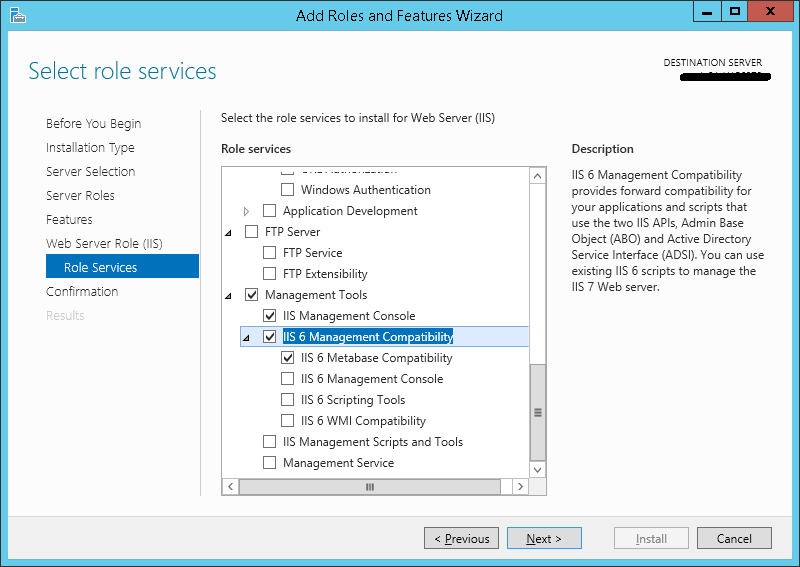 Add Roles and Features Wizard
Select role services
DESTINATION SERVER
Before You Begin
Installation Type
Server Selection
Server Roles
Features
Web Server Role (IIS)
Role Services
Confirmation
Results
Select the role services to install for Web Server (IIS)
Role services
Windows Authentication
Application Development
FTP Server
FTP Service
FTP Extensibility
Management Tools
IIS Management Console
IIS 6 Management Compatibility
IIS 6 Metabase Compatibility
IIS 6 Management Console
IIS 6 Scripting Tools
IIS 6 WMI Compatibility
IIS Management Scripts and Tools
Management Service
Description
IIS 6 Management Compatibility
provides forward compatibility for
your applications and scripts that
use the two IIS APIs, Admin Base
Object (ABO) and Active Directory
Service Interface (ADSI). You can use
existing IIS 6 scripts to manage the
IIS 7 Web server.
< Previous
Next >
Install
Cancel